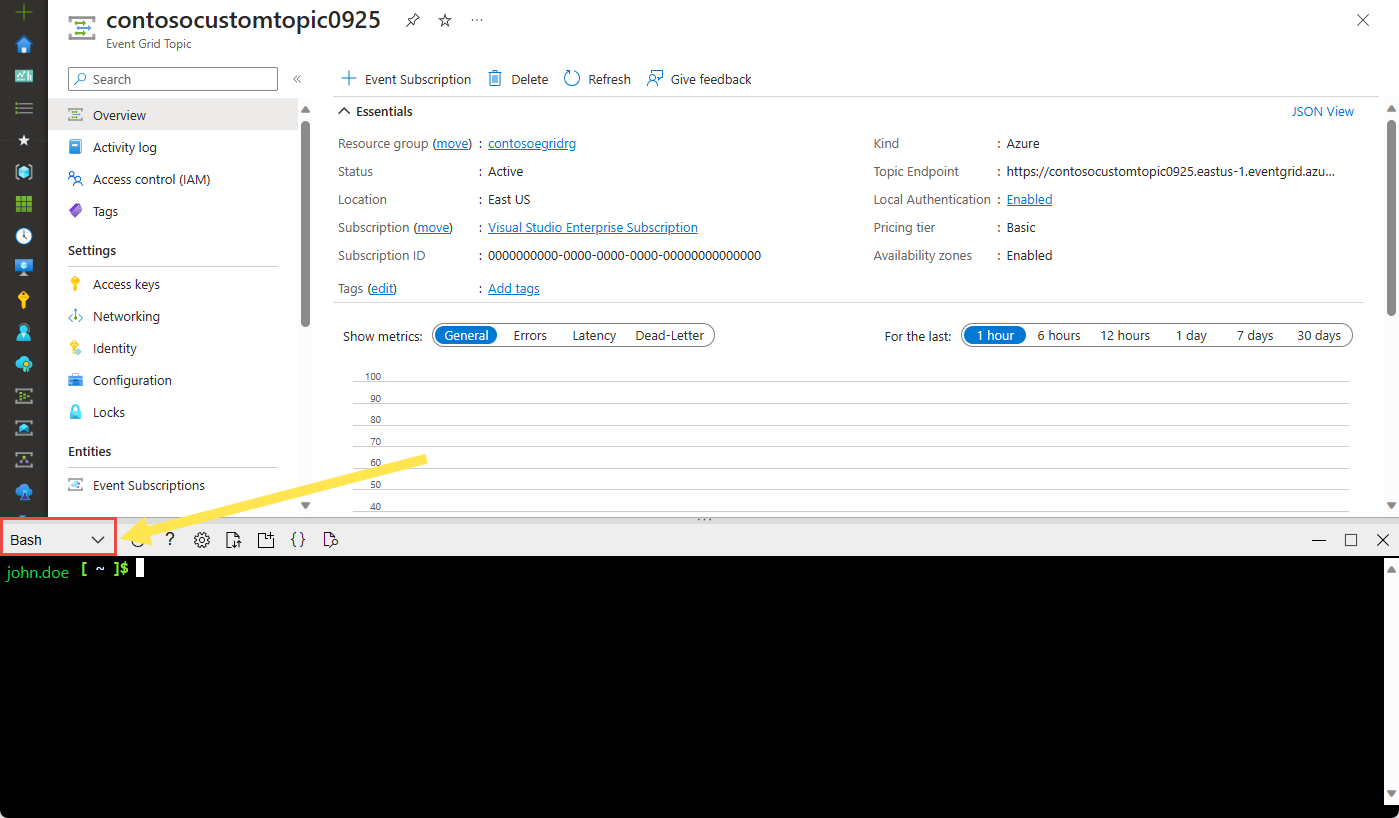 contosocustomtopic0925
Event Grid Topic
Search
Overview
Activity log
Access control (IAM)
Tags
Settings
Access keys
Networking
Identity
Configuration
Locks
Entities
Event Subscriptions
Event Subscription Delete Refresh Give feedback
Essentials JSON View
Resource group (move) : contosoegridrg
Status : Active
Location : East US
Subscription (move) : Visual Studio Enterprise Subscription
Subscription ID : 0000000000-0000-0000-0000-00000000000000
Tags (edit) : Add tags
Kind : Azure
Topic Endpoint : https://contosocustomtopic0925.eastus-1.eventgrid.azu...
Local Authentication : Enabled
Pricing tier : Basic
Availability zones : Enabled
Show metrics: General Errors Latency Dead-Letter
For the last: 1 hour 6 hours 12 hours 1 day 7 days 30 days
100
90
80
70
60
50
40
Bash ? {}
john.doe [ ~ ]$